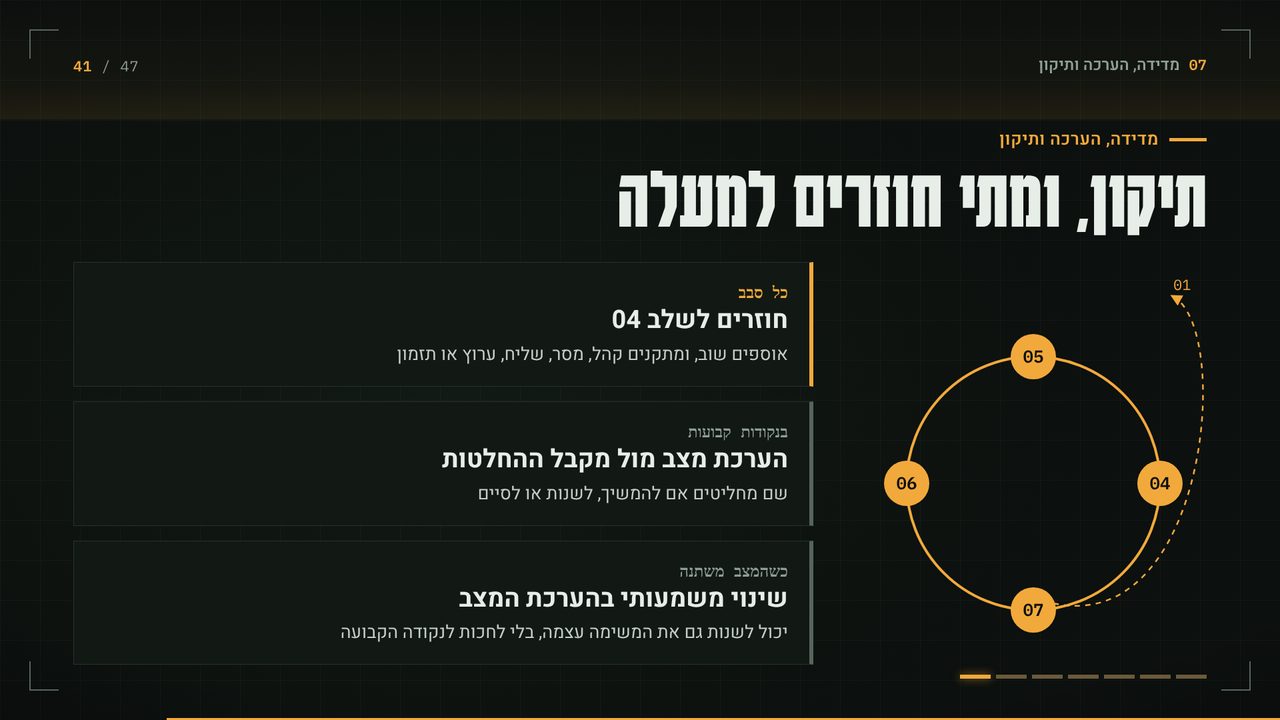 07 מדידה, הערכה ותיקון
41 / 47
מדידה, הערכה ותיקון
תיקון, ומתי חוזרים למעלה
01
05
04
06
07
כל סבב
חוזרים לשלב 04
אוספים שוב, ומתקנים קהל, מסר, שליח, ערוץ או תזמון
בנקודות קבועות
הערכת מצב מול מקבל ההחלטות
שם מחליטים אם להמשיך, לשנות או לסיים
כשהמצב משתנה
שינוי משמעותי בהערכת המצב
יכול לשנות גם את המשימה עצמה, בלי לחכות לנקודה הקבועה